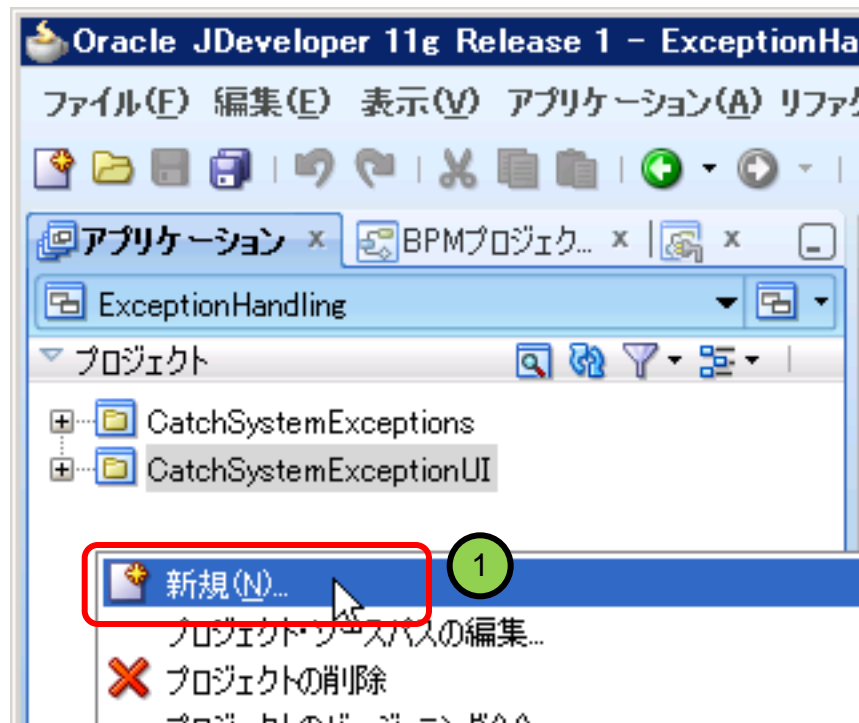 Oracle JDeveloper 11g Release 1 - ExceptionHa
ファイル(F) 編集(E) 表示(V) アプリケーション(A) リファク
アプリケーション x BPMプロジェク... x x
ExceptionHandling
プロジェクト
CatchSystemExceptions
CatchSystemExceptionUI
1
新規(N)...
プロジェクト・ソースパスの編集...
プロジェクトの削除